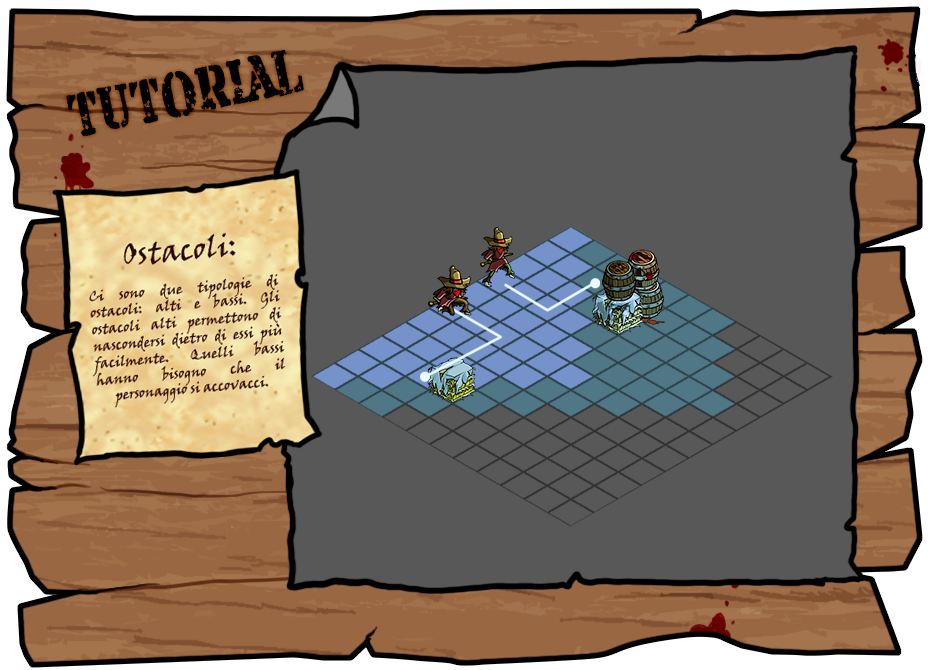 TUTORIAL
Ostacoli:
Ci sono due tipologie di
ostacoli: alti e bassi. Gli
ostacoli alti permettono di
nascondersi dietro di essi più
facilmente. Quelli bassi
hanno bisogno che il
personaggio si accovacci.